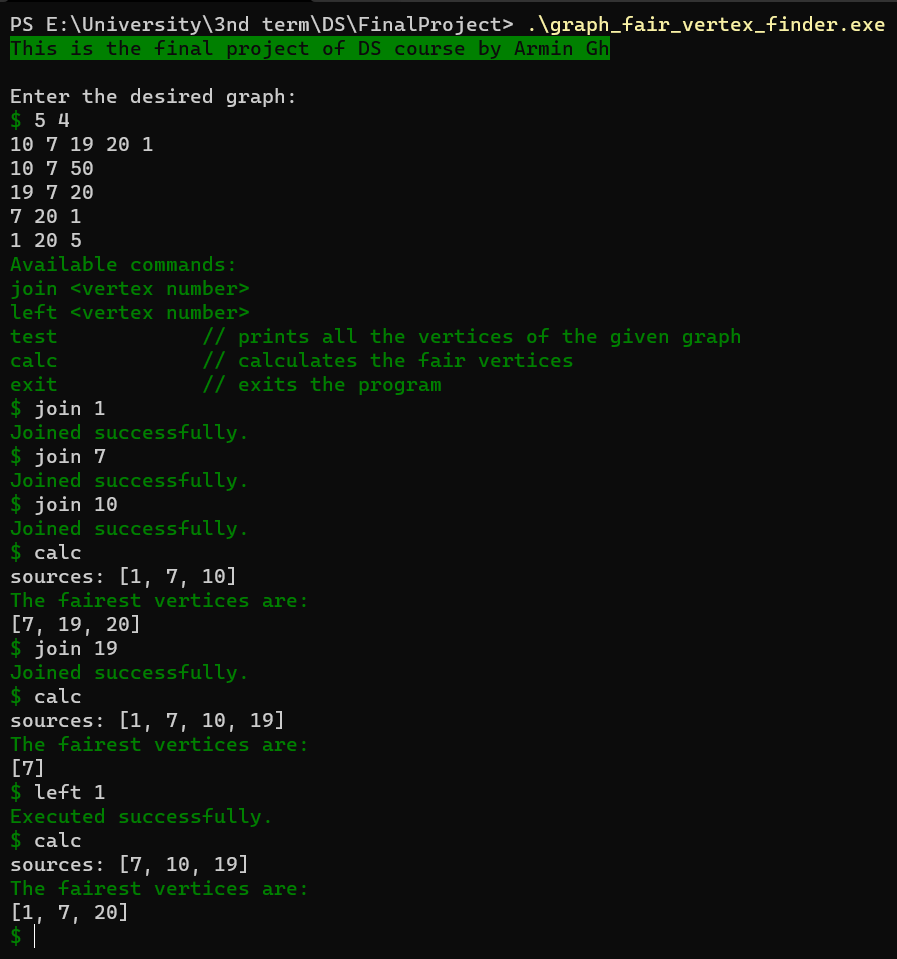 PS E:\University\3nd term\DS\FinalProject> .\graph_fair_vertex_finder.exe
This is the final project of DS course by Armin Gh
Enter the desired graph:
$ 5 4
10 7 19 20 1
10 7 50
19 7 20
7 20 1
1 20 5
Available commands:
join <vertex number>
left <vertex number>
test            // prints all the vertices of the given graph
calc            // calculates the fair vertices
exit            // exits the program
$ join 1
Joined successfully.
$ join 7
Joined successfully.
$ join 10
Joined successfully.
$ calc
sources: [1, 7, 10]
The fairest vertices are:
[7, 19, 20]
$ join 19
Joined successfully.
$ calc
sources: [1, 7, 10, 19]
The fairest vertices are:
[7]
$ left 1
Executed successfully.
$ calc
sources: [7, 10, 19]
The fairest vertices are:
[1, 7, 20]
$